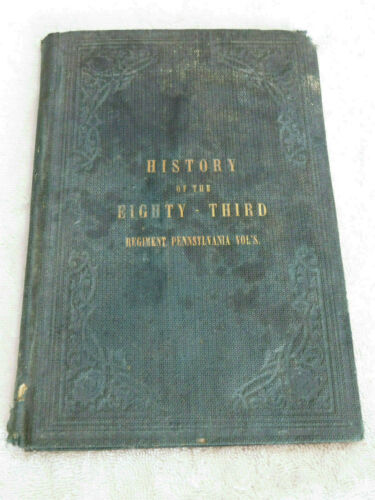 HISTORY
OF THE
EIGHTY-THIRD
REGIMENT PENNSYLVANIA VOL'S.